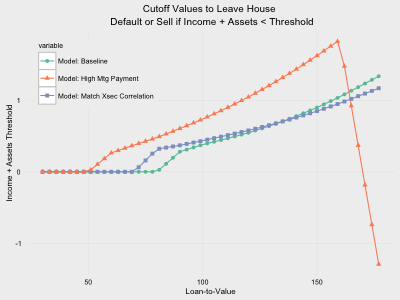 Cutoff Values to Leave House
Default or Sell if Income + Assets < Threshold
variable
Model: Baseline
Model: High Mtg Payment
Model: Match Xsec Correlation
Income + Assets Threshold
1
0
-1
50
100
150
Loan-to-Value